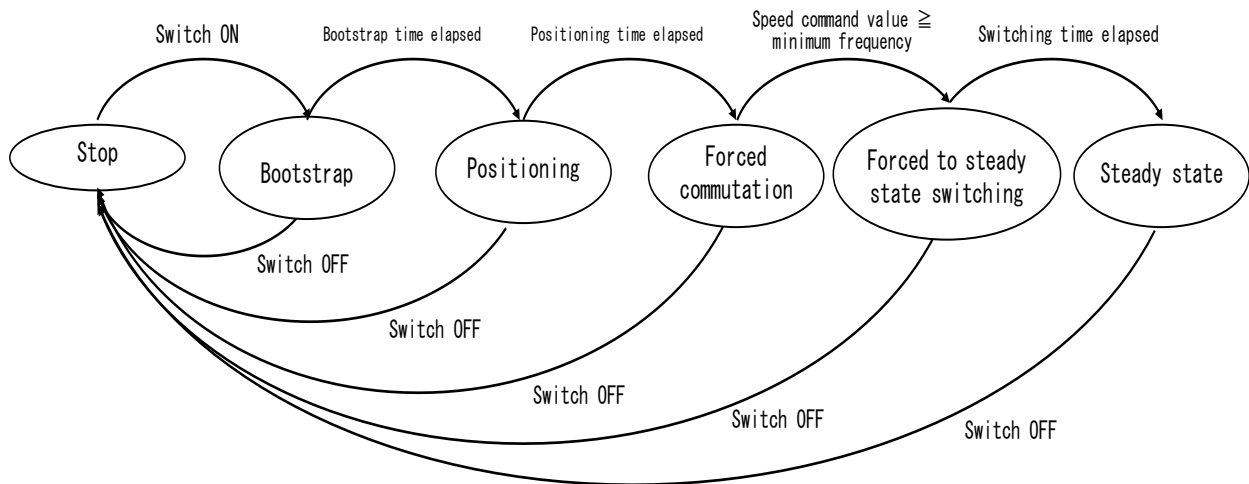 Switch ON
Bootstrap time elapsed
Positioning time elapsed
Speed command value ≧
minimum frequency
Switching time elapsed
Stop
Bootstrap
Positioning
Forced
commutation
Forced to steady
state switching
Steady state
Switch OFF
Switch OFF
Switch OFF
Switch OFF
Switch OFF